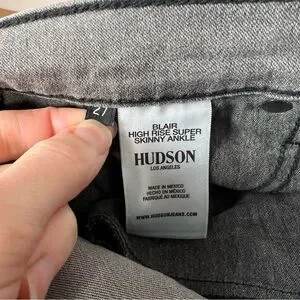 27
BLAIR
HIGH RISE SUPER
SKINNY ANKLE
HUDSON
LOS ANGELES
MADE IN MEXICO
HECHO EN MÉXICO
FABRIQUÉ AU MEXIQUE
WWW.HUDSONJEANS.COM